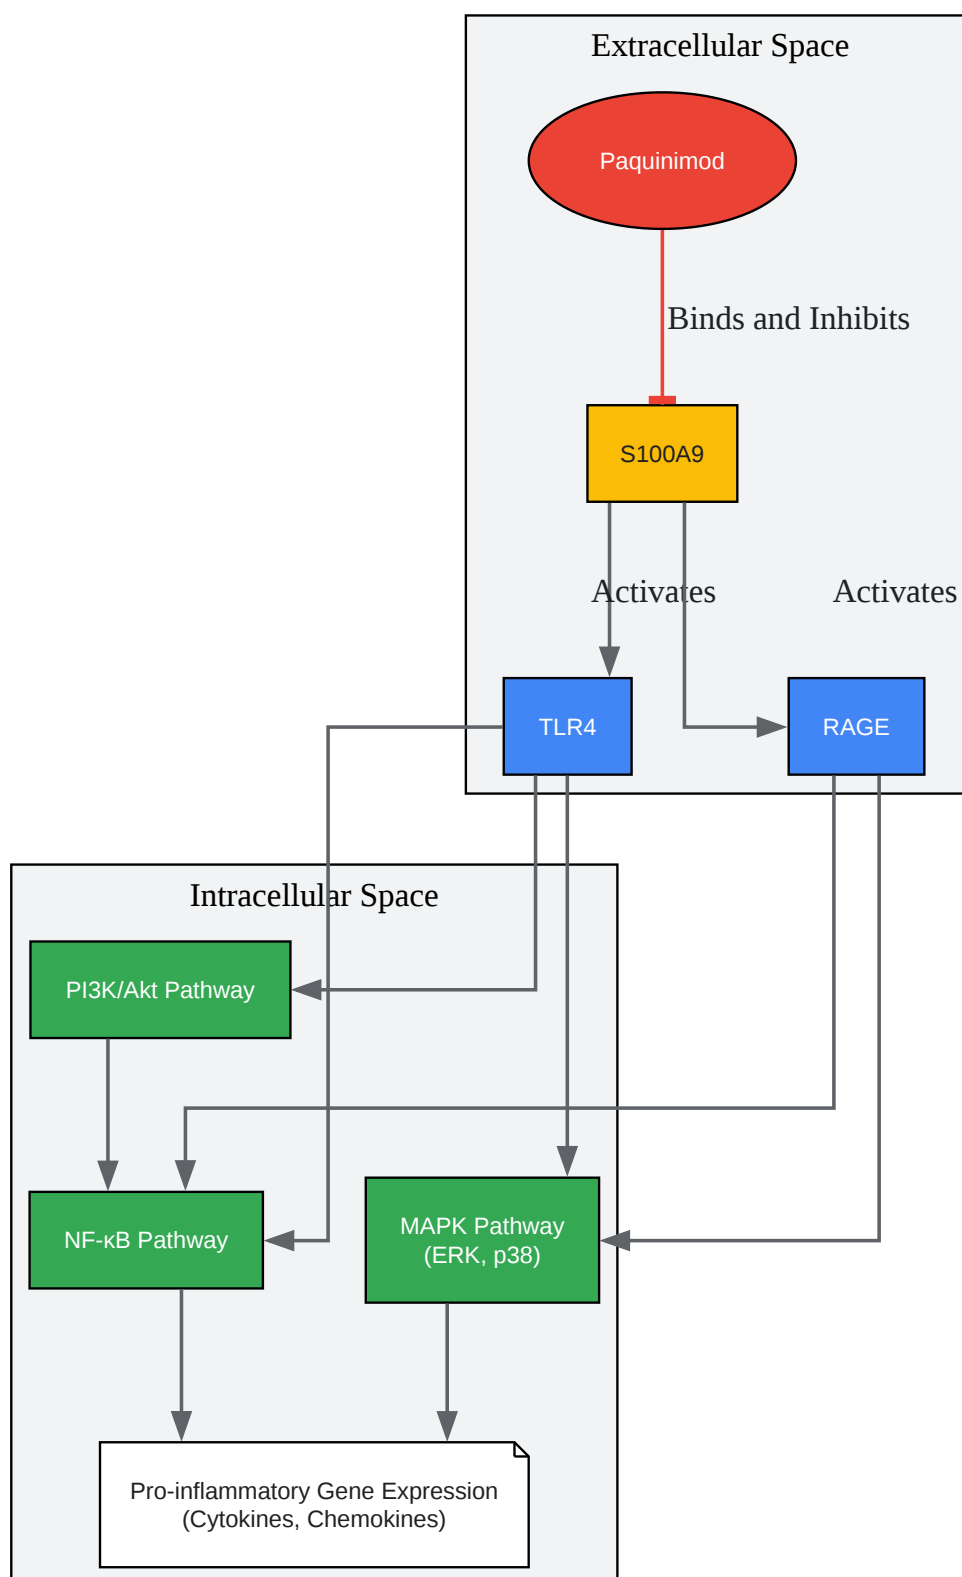 Extracellular Space
Paquinimod
Binds and Inhibits
S100A9
Activates
Activates
TLR4
RAGE
Intracellular Space
PI3K/Akt Pathway
NF-κB Pathway
MAPK Pathway
(ERK, p38)
Pro-inflammatory Gene Expression
(Cytokines, Chemokines)